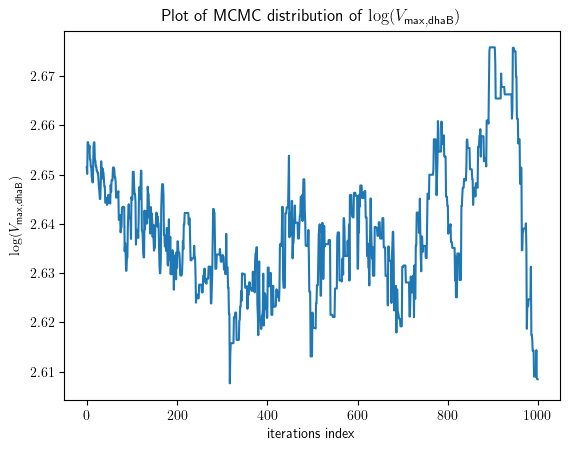 Plot of MCMC distribution of log(V_max,dhaB)
2.67
2.66
2.65
2.64
2.63
2.62
2.61
log(V_max,dhaB)
0 200 400 600 800 1000
iterations index